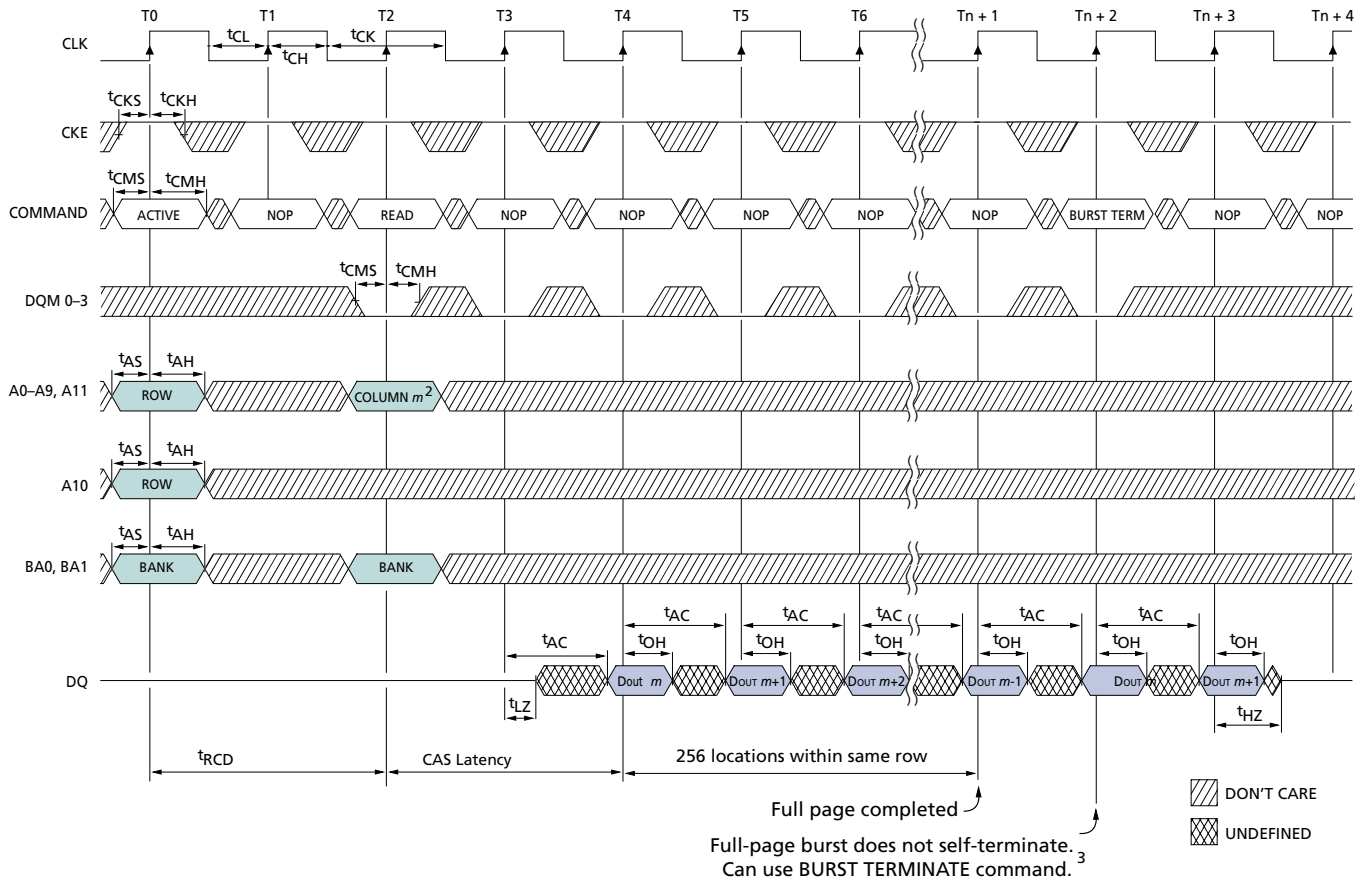 T0 T1 T2 T3 T4 T5 T6 Tn + 1 Tn + 2 Tn + 3 Tn + 4
CLK
tCL tCK
tCH
tCKS tCKH
CKE
tCMS tCMH
COMMAND ACTIVE NOP READ NOP NOP NOP NOP NOP BURST TERM NOP NOP
tCMS tCMH
DQM 0–3
tAS tAH
A0–A9, A11 ROW COLUMN m2
tAS tAH
A10 ROW
tAS tAH
BA0, BA1 BANK BANK
tAC tAC tAC tAC tAC
tAC tOH tOH tOH tOH tOH tOH
DQ Dout m DOUT m+1 DOUT m+2 DOUT m-1 DOUT m DOUT m+1
tLZ tHZ
tRCD CAS Latency 256 locations within same row
Full page completed
DON'T CARE
UNDEFINED
Full-page burst does not self-terminate.
Can use BURST TERMINATE command. 3